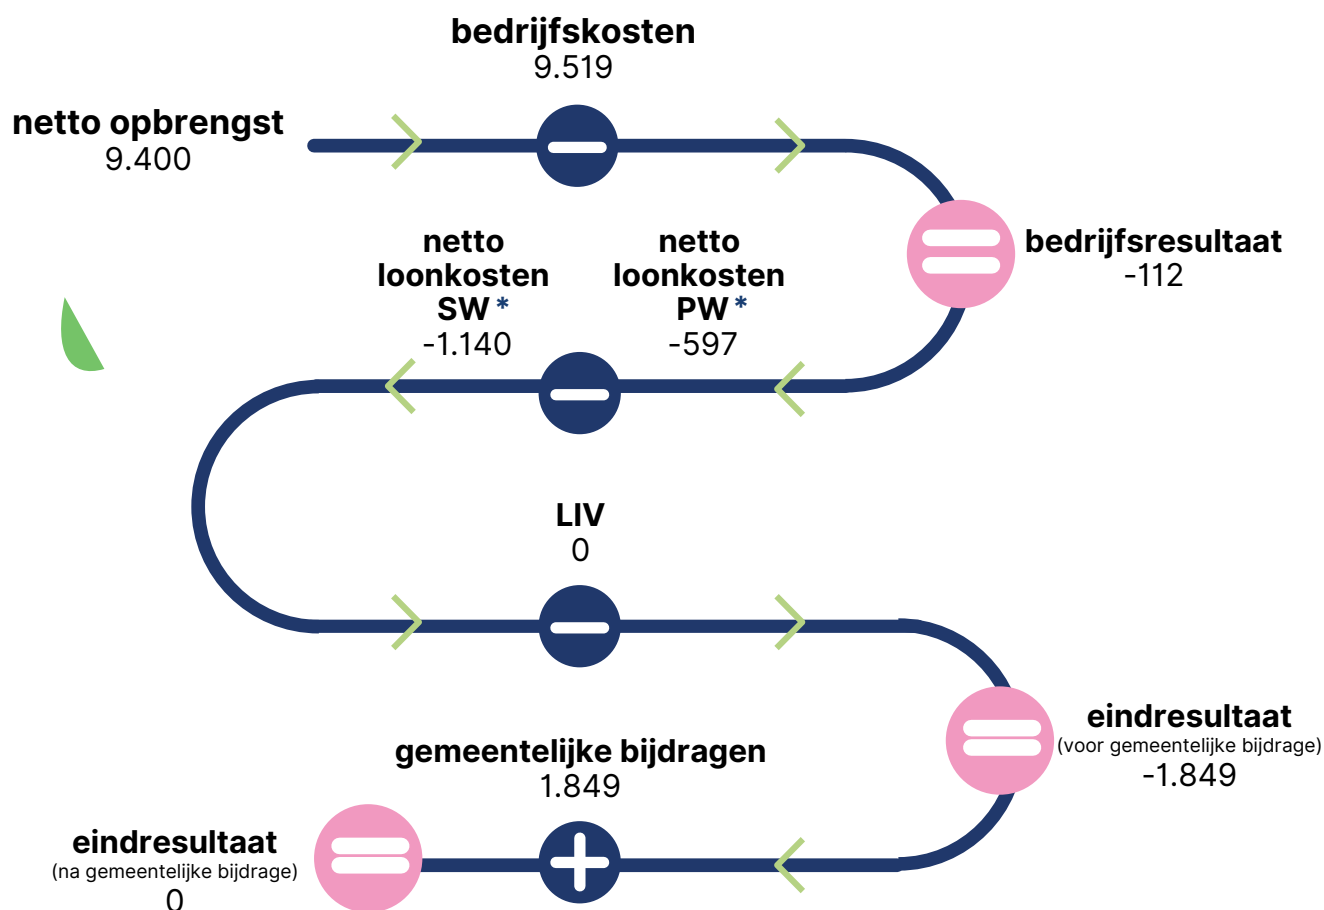 bedrijfskosten
9.519
netto opbrengst
9.400
bedrijfsresultaat
-112
netto
loonkosten
PW *
-597
netto
loonkosten
SW *
-1.140
LIV
0
eindresultaat
(voor gemeentelijke bijdrage)
-1.849
gemeentelijke bijdragen
1.849
eindresultaat
(na gemeentelijke bijdrage)
0